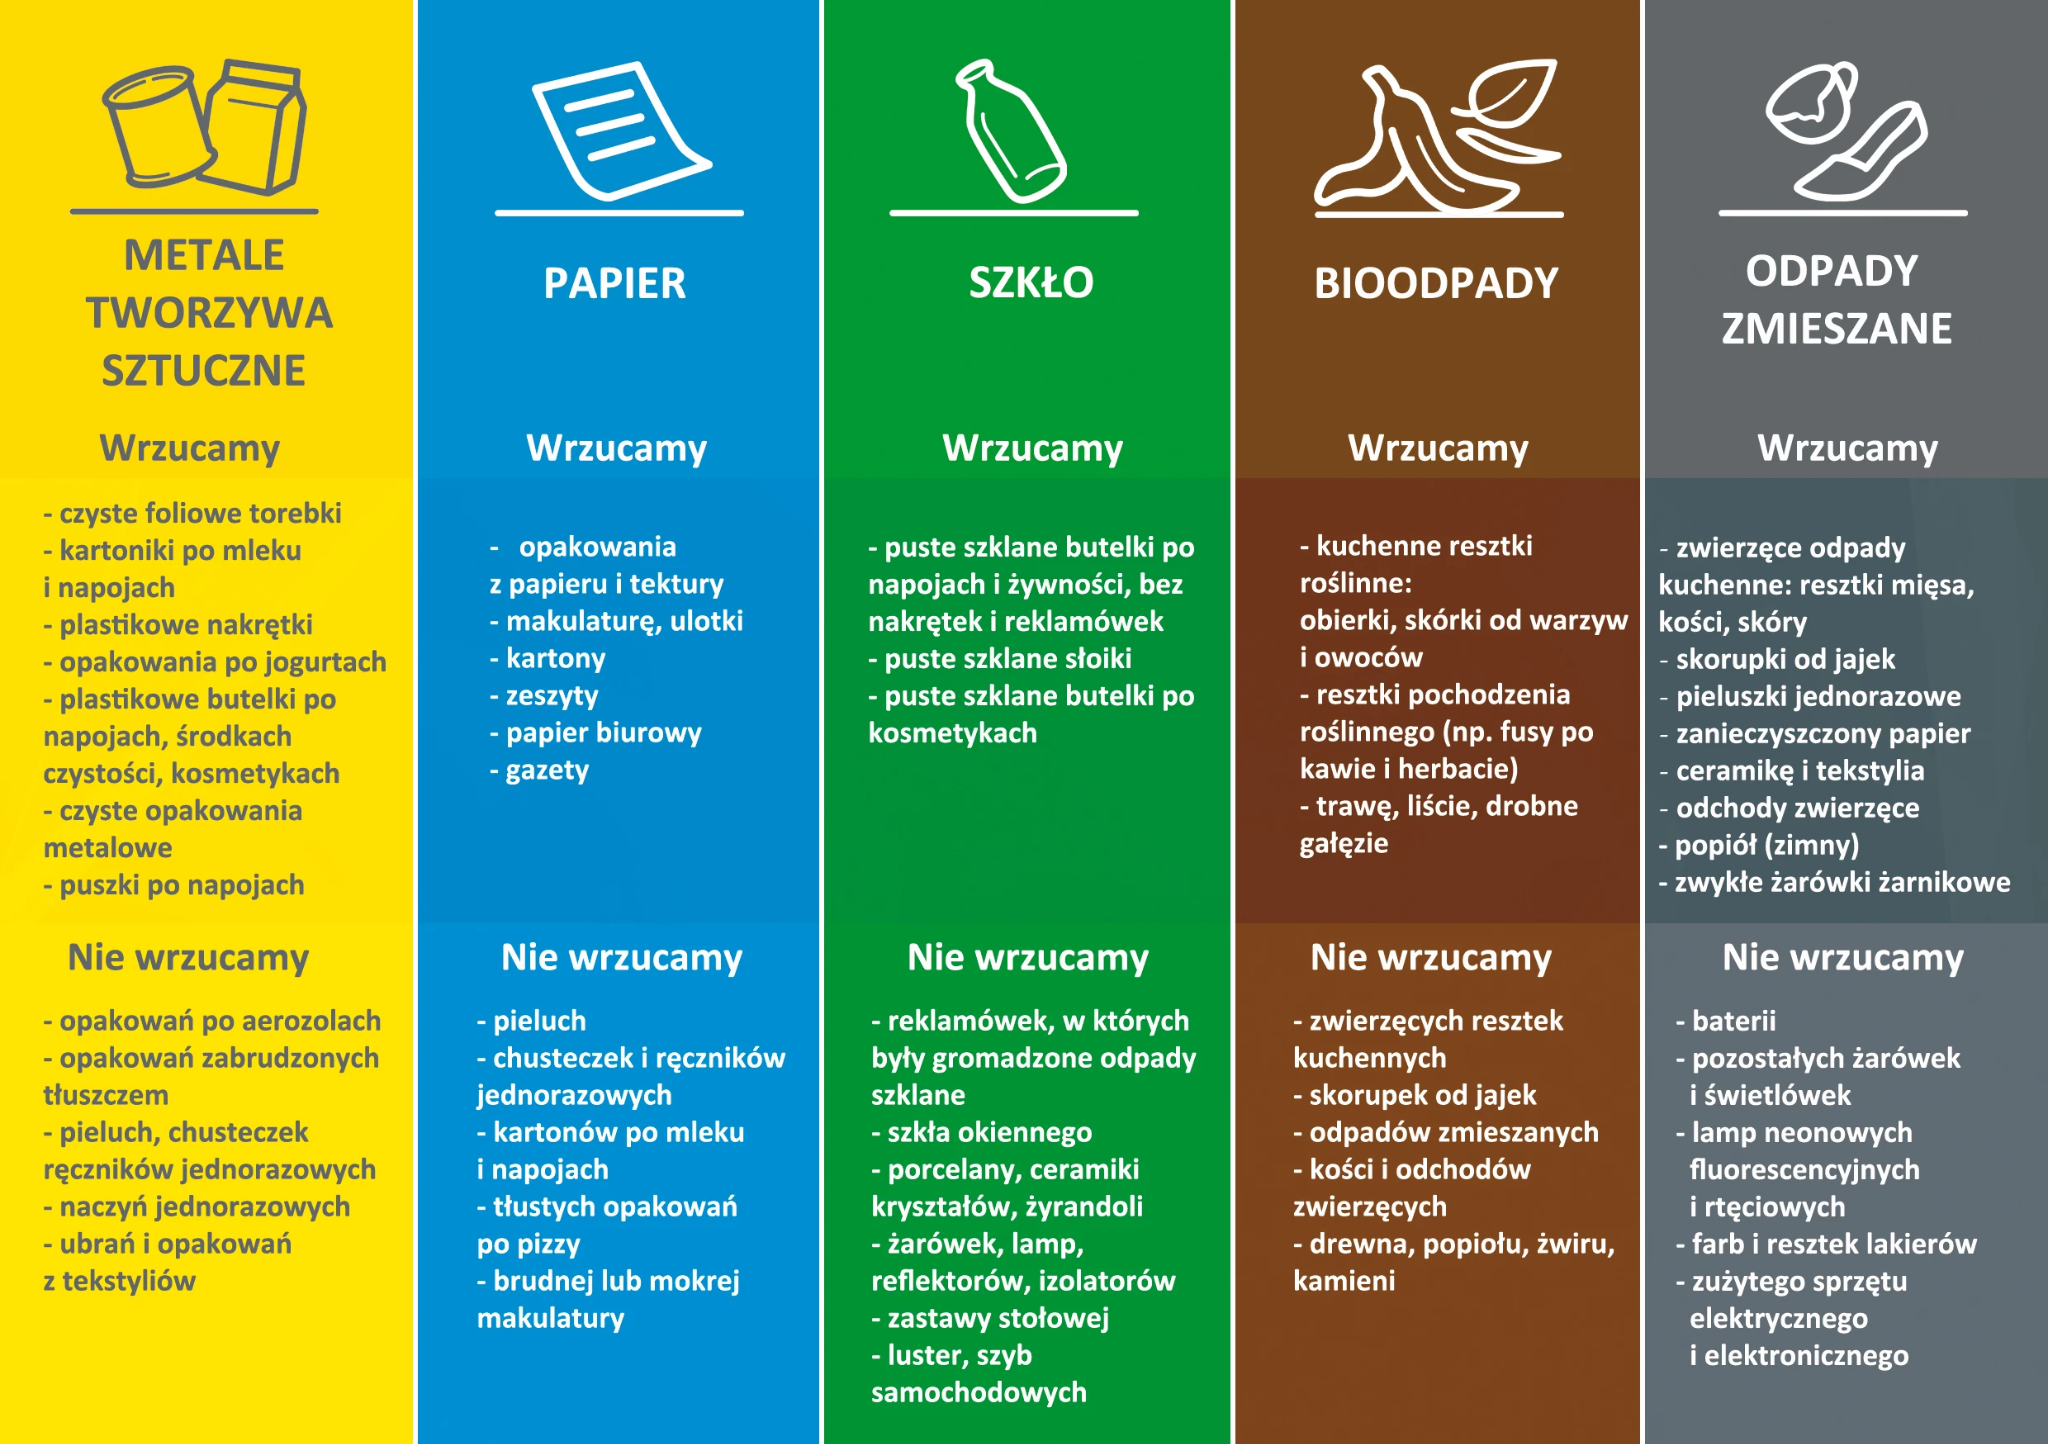 METALE
TWORZYWA
SZTUCZNE
Wrzucamy
- czyste foliowe torebki
- kartoniki po mleku
i napojach
- plastikowe nakrętki
- opakowania po jogurtach
- plastikowe butelki po
napojach, środkach
czystości, kosmetykach
- czyste opakowania
metalowe
- puszki po napojach
Nie wrzucamy
- opakowań po aerozolach
- opakowań zabrudzonych
tłuszczem
- pieluch, chusteczek
ręczników jednorazowych
- naczyń jednorazowych
- ubrań i opakowań
z tekstyliów
PAPIER
Wrzucamy
- opakowania
z papieru i tektury
- makulaturę, ulotki
- kartony
- zeszyty
- papier biurowy
- gazety
Nie wrzucamy
- pieluch
- chusteczek i ręczników
jednorazowych
- kartonów po mleku
i napojach
- tłustych opakowań
po pizzy
- brudnej lub mokrej
makulatury
SZKŁO
Wrzucamy
- puste szklane butelki po
napojach i żywności, bez
nakrętek i reklamówek
- puste szklane słoiki
- puste szklane butelki po
kosmetykach
Nie wrzucamy
- reklamówek, w których
były gromadzone odpady
szklane
- szkła okiennego
- porcelany, ceramiki
kryształów, żyrandoli
- żarówek, lamp,
reflektorów, izolatorów
- zastawy stołowej
- luster, szyb
samochodowych
BIOODPADY
Wrzucamy
- kuchenne resztki
roślinne:
obierki, skórki od warzyw
i owoców
- resztki pochodzenia
roślinnego (np. fusy po
kawie i herbacie)
- trawę, liście, drobne
gałęzie
Nie wrzucamy
- zwierzęcych resztek
kuchennych
- skorupek od jajek
- odpadów zmieszanych
- kości i odchodów
zwierzęcych
- drewna, popiołu, żwiru,
kamieni
ODPADY
ZMIESZANE
Wrzucamy
- zwierzęce odpady
kuchenne: resztki mięsa,
kości, skóry
- skorupki od jajek
- pieluszki jednorazowe
- zanieczyszczony papier
- ceramikę i tekstylia
- odchody zwierzęce
- popiół (zimny)
- zwykłe żarówki żarnikowe
Nie wrzucamy
- baterii
- pozostałych żarówek
i świetlówek
- lamp neonowych
fluorescencyjnych
i rtęciowych
- farb i resztek lakierów
- zużytego sprzętu
elektrycznego
i elektronicznego